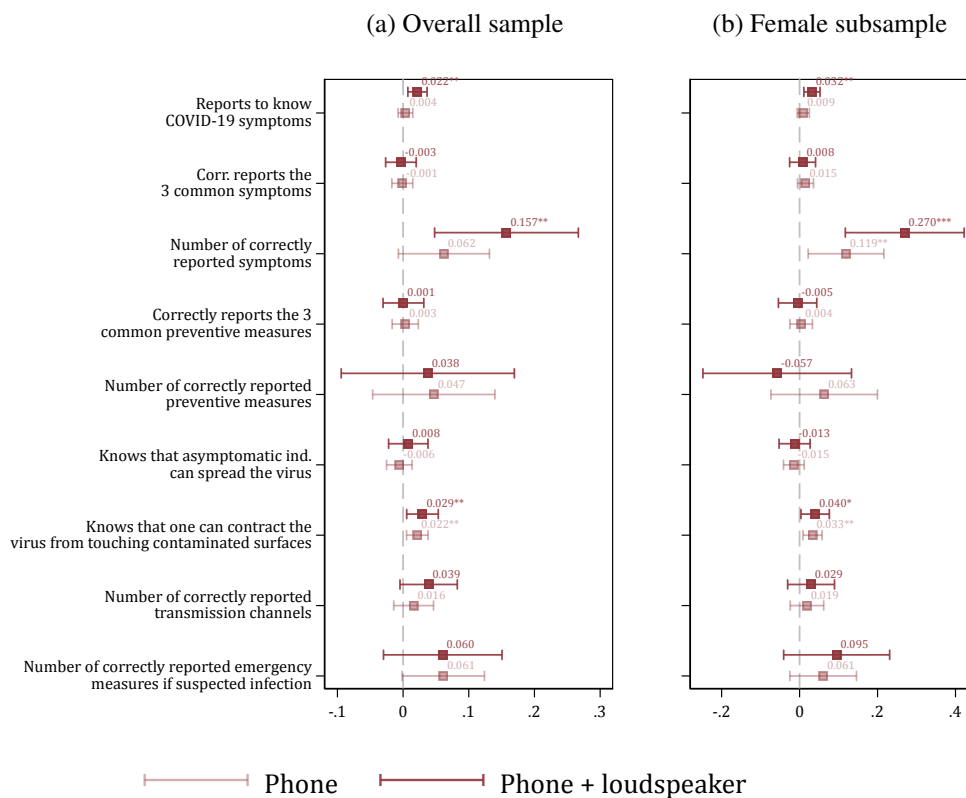 (a) Overall sample
(b) Female subsample
Reports to know
COVID-19 symptoms
0.022**
0.004
0.032**
0.009
Corr. reports the
3 common symptoms
-0.003
-0.001
0.008
0.015
Number of correctly
reported symptoms
0.157**
0.062
0.270***
0.119**
Correctly reports the 3
common preventive measures
0.001
0.003
-0.005
0.004
Number of correctly reported
preventive measures
0.038
0.047
-0.057
0.063
Knows that asymptomatic ind.
can spread the virus
0.008
-0.006
-0.013
-0.015
Knows that one can contract the
virus from touching contaminated surfaces
0.029**
0.022**
0.040*
0.033**
Number of correctly reported
transmission channels
0.039
0.016
0.029
0.019
Number of correctly reported emergency
measures if suspected infection
0.060
0.061
0.095
0.061
-.1 0 .1 .2 .3
-.2 0 .2 .4
Phone
Phone + loudspeaker